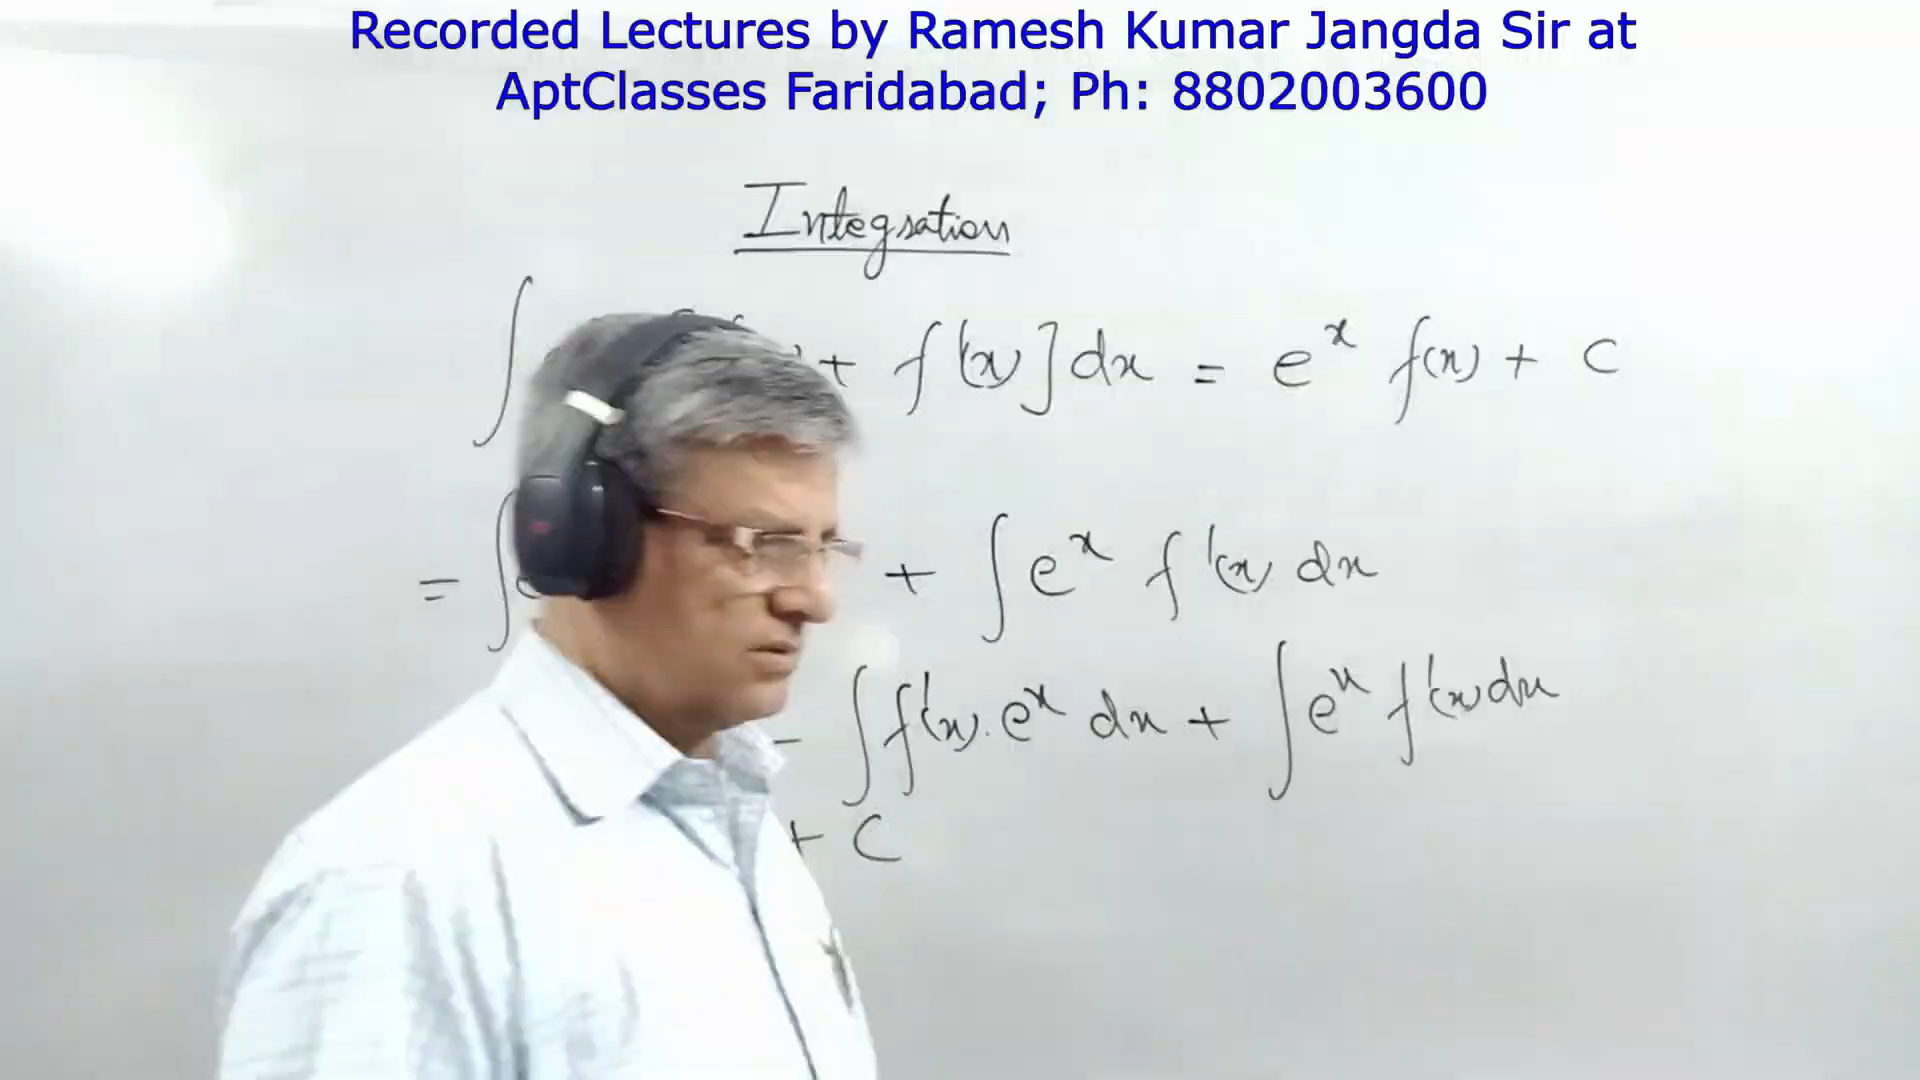 Recorded Lectures by Ramesh Kumar Jangda Sir at
AptClasses Faridabad; Ph: 8802003600
Integration
∫ + f'(x)] dx = e^x f(x) + C
= ∫ e + ∫ e^x f'(x) dx
- ∫ f'(x). e^x dx + ∫ e^x f'(x) dx
+ C